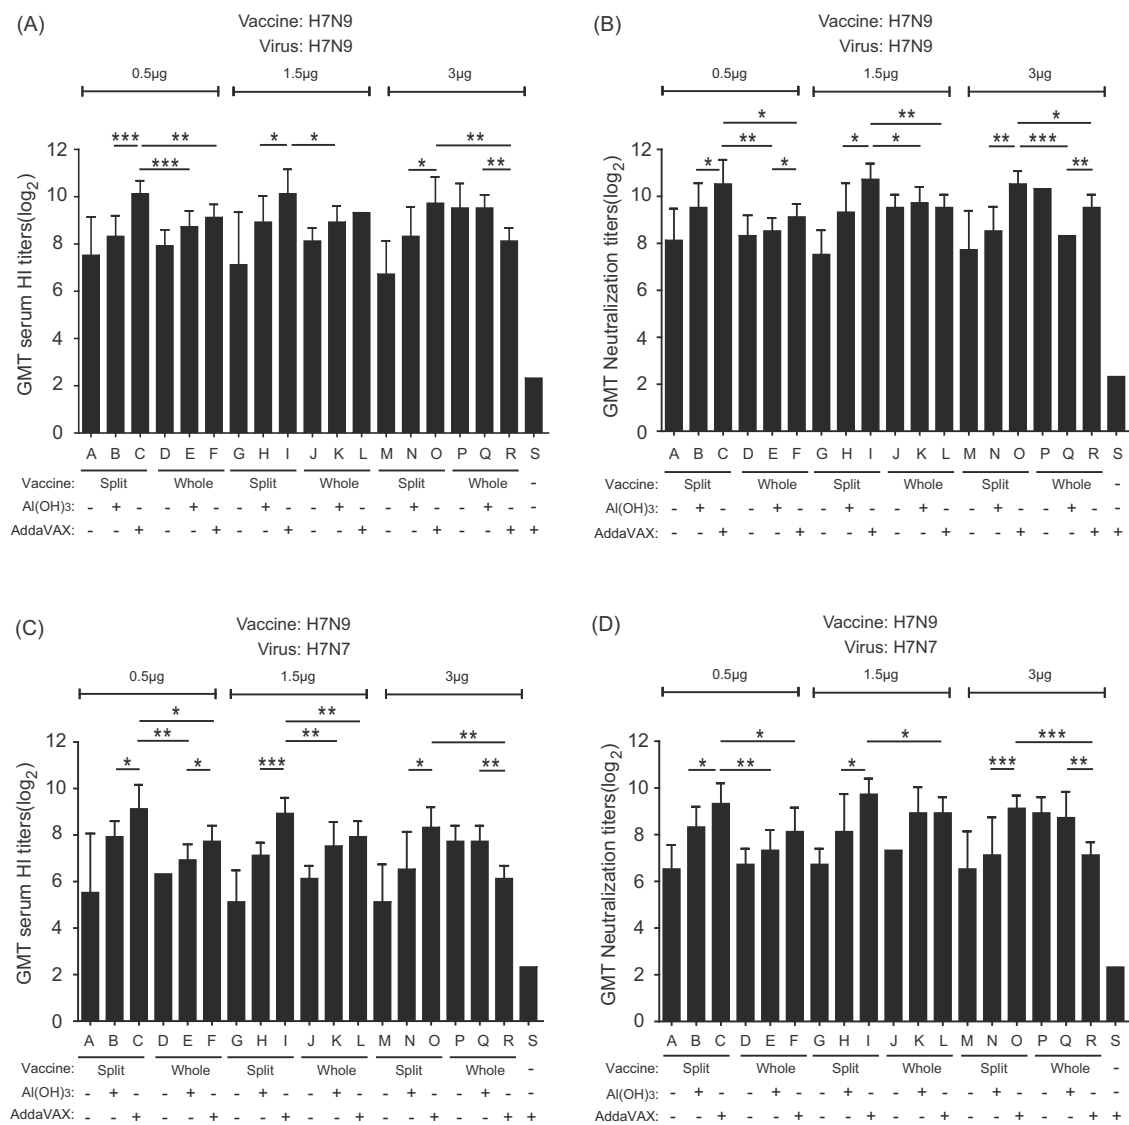 (A)
Vaccine: H7N9
Virus: H7N9
0.5μg 1.5μg 3μg
*** ** * * **
*** * **
GMT serum HI titers(log2)
12
10
8
6
4
2
0
A B C D E F G H I J K L M N O P Q R S
Vaccine: Split Whole Split Whole Split Whole -
Al(OH)3: - + - - + - - + - - + - - + - - + - -
AddaVAX: - - + - - + - - + - - + - - + - - + +
(B)
Vaccine: H7N9
Virus: H7N9
0.5μg 1.5μg 3μg
* ** *
** * * ** ***
* * **
GMT Neutralization titers(log2)
12
10
8
6
4
2
0
A B C D E F G H I J K L M N O P Q R S
Vaccine: Split Whole Split Whole Split Whole -
Al(OH)3: - + - - + - - + - - + - - + - - + - -
AddaVAX: - - + - - + - - + - - + - - + - - + +
(C)
Vaccine: H7N9
Virus: H7N7
0.5μg 1.5μg 3μg
* **
** ** **
* * *** * **
GMT serum HI titers(log2)
12
10
8
6
4
2
0
A B C D E F G H I J K L M N O P Q R S
Vaccine: Split Whole Split Whole Split Whole -
Al(OH)3: - + - - + - - + - - + - - + - - + - -
AddaVAX: - - + - - + - - + - - + - - + - - + +
(D)
Vaccine: H7N9
Virus: H7N7
0.5μg 1.5μg 3μg
* * ***
* ** * *** **
GMT Neutralization titers(log2)
12
10
8
6
4
2
0
A B C D E F G H I J K L M N O P Q R S
Vaccine: Split Whole Split Whole Split Whole -
Al(OH)3: - + - - + - - + - - + - - + - - + - -
AddaVAX: - - + - - + - - + - - + - - + - - + +